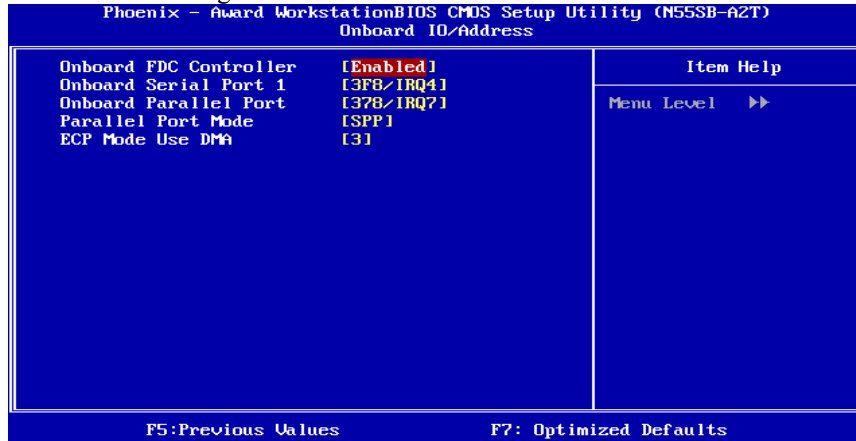 Phoenix - Award WorkstationBIOS CMOS Setup Utility (N55SB-A2T)
Onboard IO/Address
Onboard FDC Controller [Enabled]
Onboard Serial Port 1 [3F8/IRQ4]
Onboard Parallel Port [378/IRQ7]
Parallel Port Mode [SPP]
ECP Mode Use DMA [3]
Item Help
Menu Level ▶▶
F5:Previous Values F7: Optimized Defaults